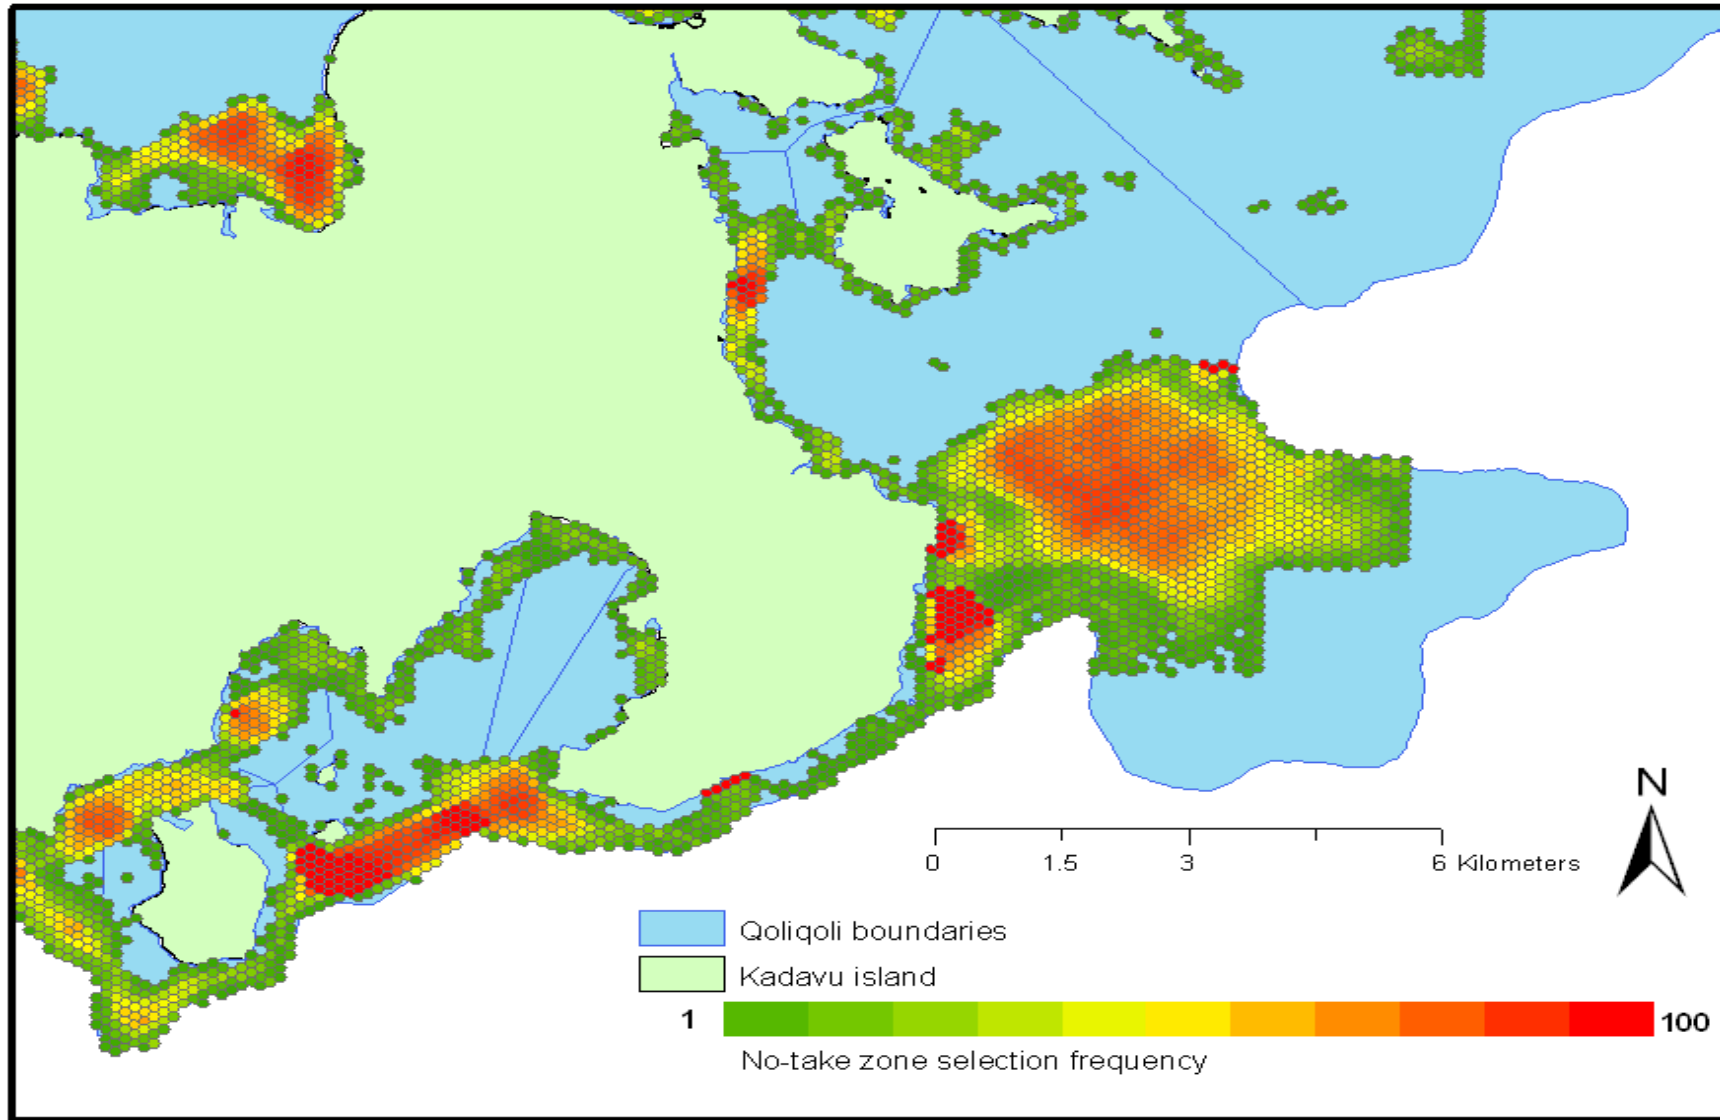 N
0 1.5 3 6 Kilometers
Qoliqoli boundaries
Kadavu island
1 100
No-take zone selection frequency